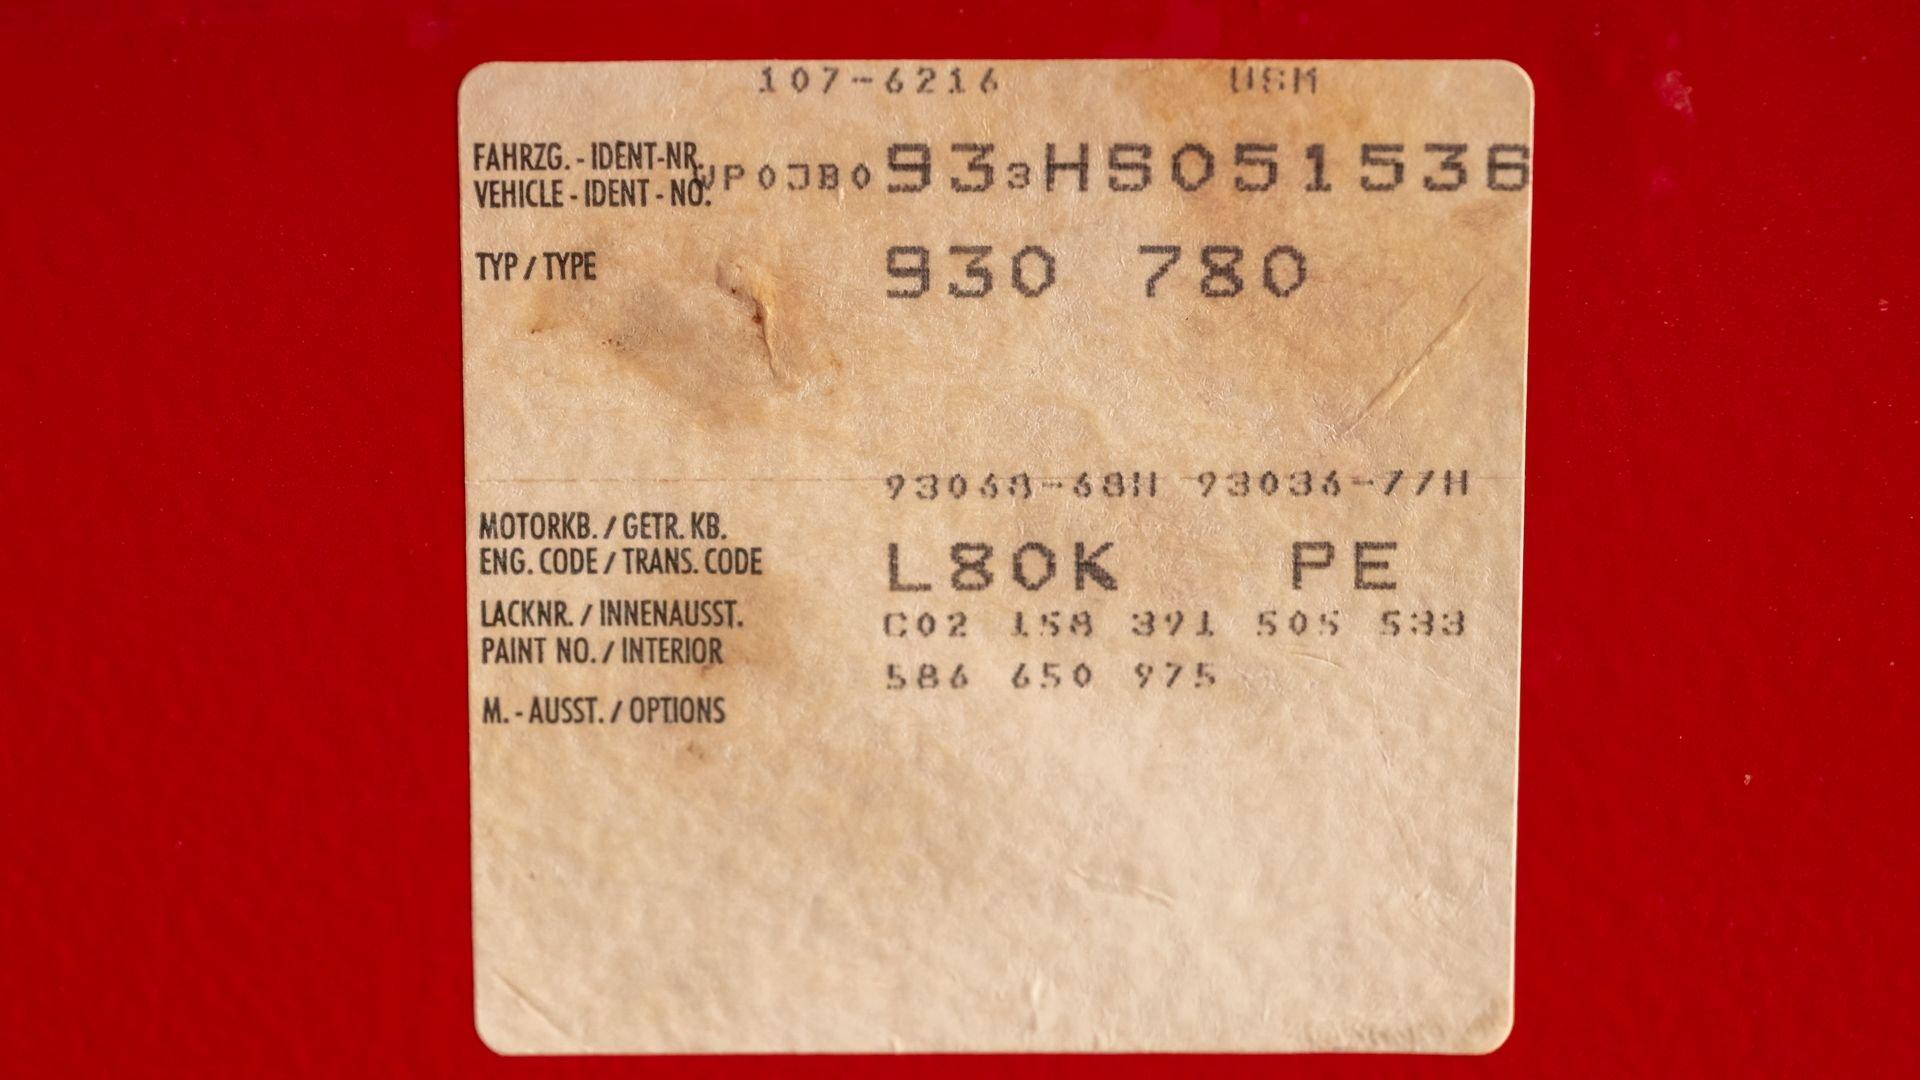 107-6216 USM
FAHRZG. - IDENT-NR.
VEHICLE - IDENT - NO. WP0JB0933HS051536
TYP / TYPE 930 780
93068-68H 93036-77H
MOTORKB. / GETR. KB.
ENG. CODE / TRANS. CODE L80K PE
LACKNR. / INNENAUSST. C02 158 391 505 533
PAINT NO. / INTERIOR 586 650 975
M. - AUSST. / OPTIONS